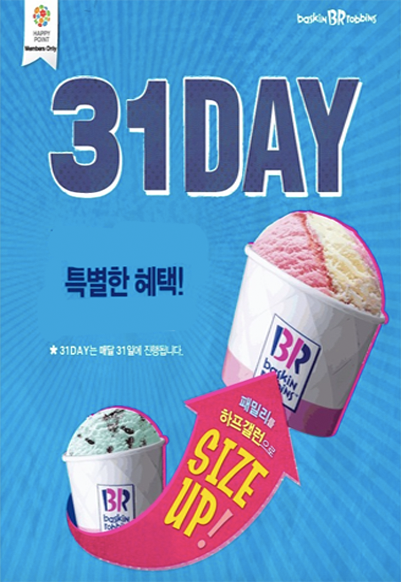 HAPPY
POINT
Members Only
baskin BR robbins
31DAY
특별한 혜택!
★ 31DAY는 매달 31일에 진행됩니다.
BR
baskin
robbins
패밀리를
하프갤런으로
SIZE
UP!
BR
baskin
robbins